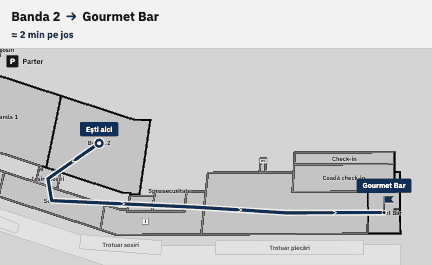 Banda 2 → Gourmet Bar
≈ 2 min pe jos
P Parter
Ești aici
Check-in
Coadă check-in
Gourmet Bar
Trotuar sosiri
Trotuar plecări